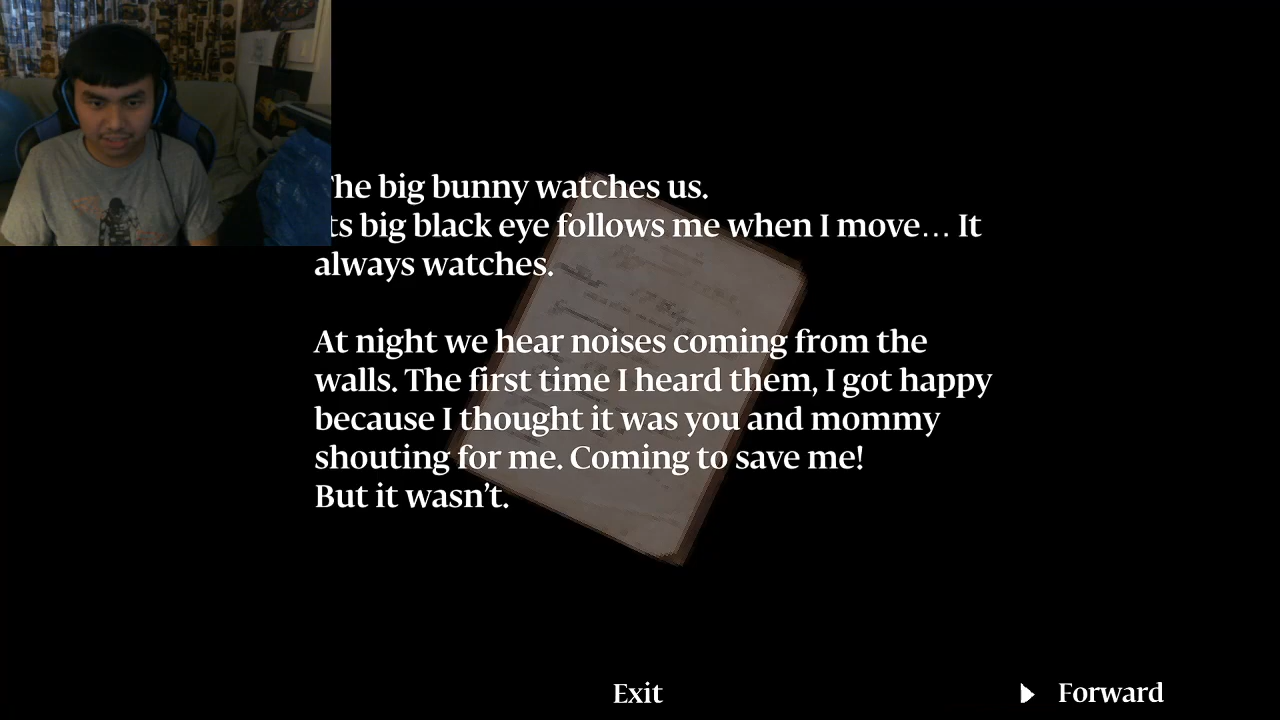 The big bunny watches us.
Its big black eye follows me when I move… It
always watches.
At night we hear noises coming from the
walls. The first time I heard them, I got happy
because I thought it was you and mommy
shouting for me. Coming to save me!
But it wasn’t.
Exit
Forward